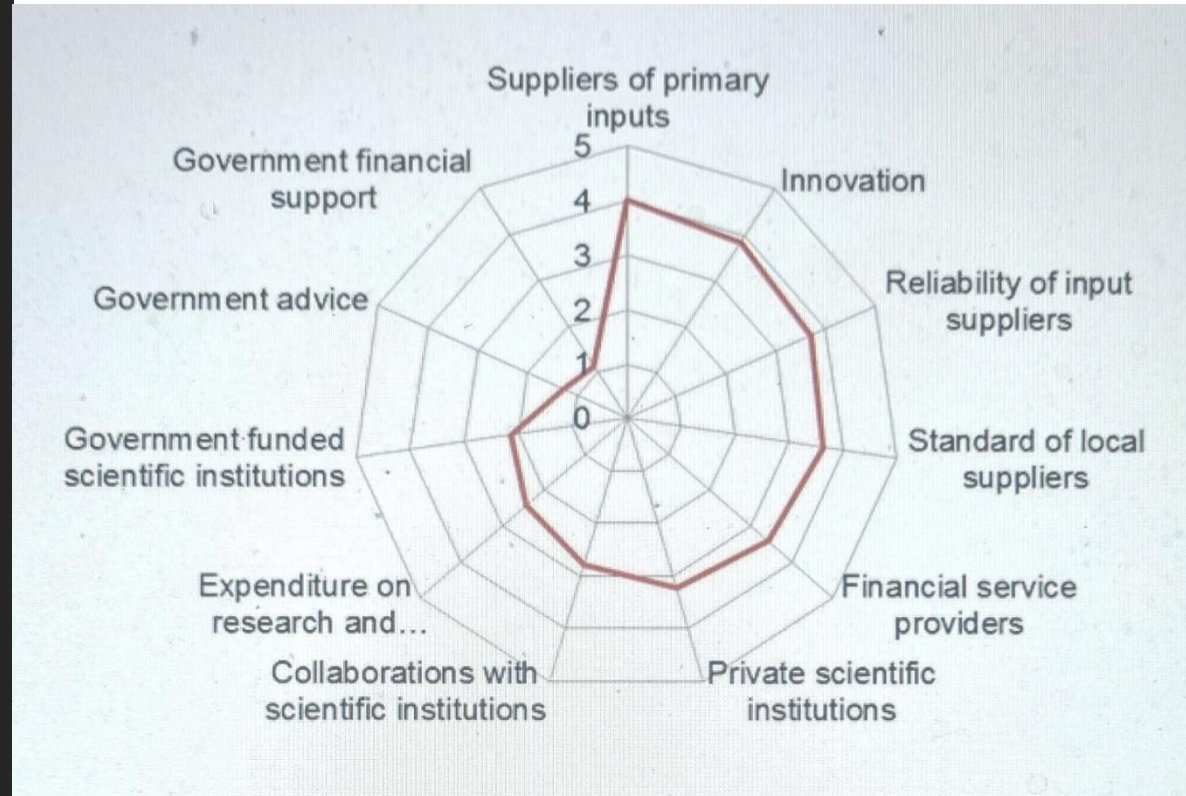 Suppliers of primary
inputs
Innovation
Reliability of input
suppliers
Standard of local
suppliers
Financial service
providers
Private scientific
institutions
Collaborations with
scientific institutions
Expenditure on
research and...
Government funded
scientific institutions
Government advice
Government financial
support
5
4
3
2
1
0